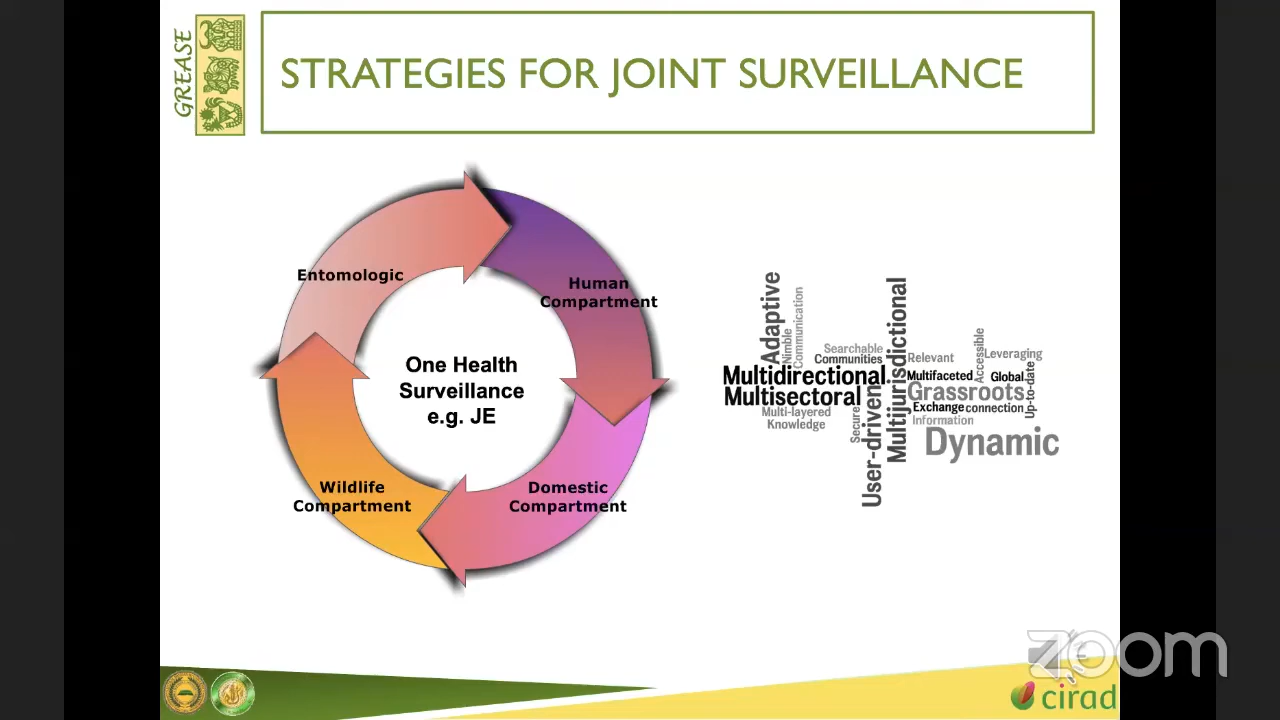 GREASE
STRATEGIES FOR JOINT SURVEILLANCE
Entomologic
Human
Compartment
One Health
Surveillance
e.g. JE
Wildlife
Compartment
Domestic
Compartment
Adaptive
Nimble
Communication
Searchable
Communities
Multidirectional
Multisectoral
Multi-layered
Knowledge
Secure
User-driven
Multijurisdictional
Relevant
Accessible
Leveraging
Multifaceted
Global
Grassroots
Up-to-date
Exchange
connection
Information
Dynamic
zoom
cirad